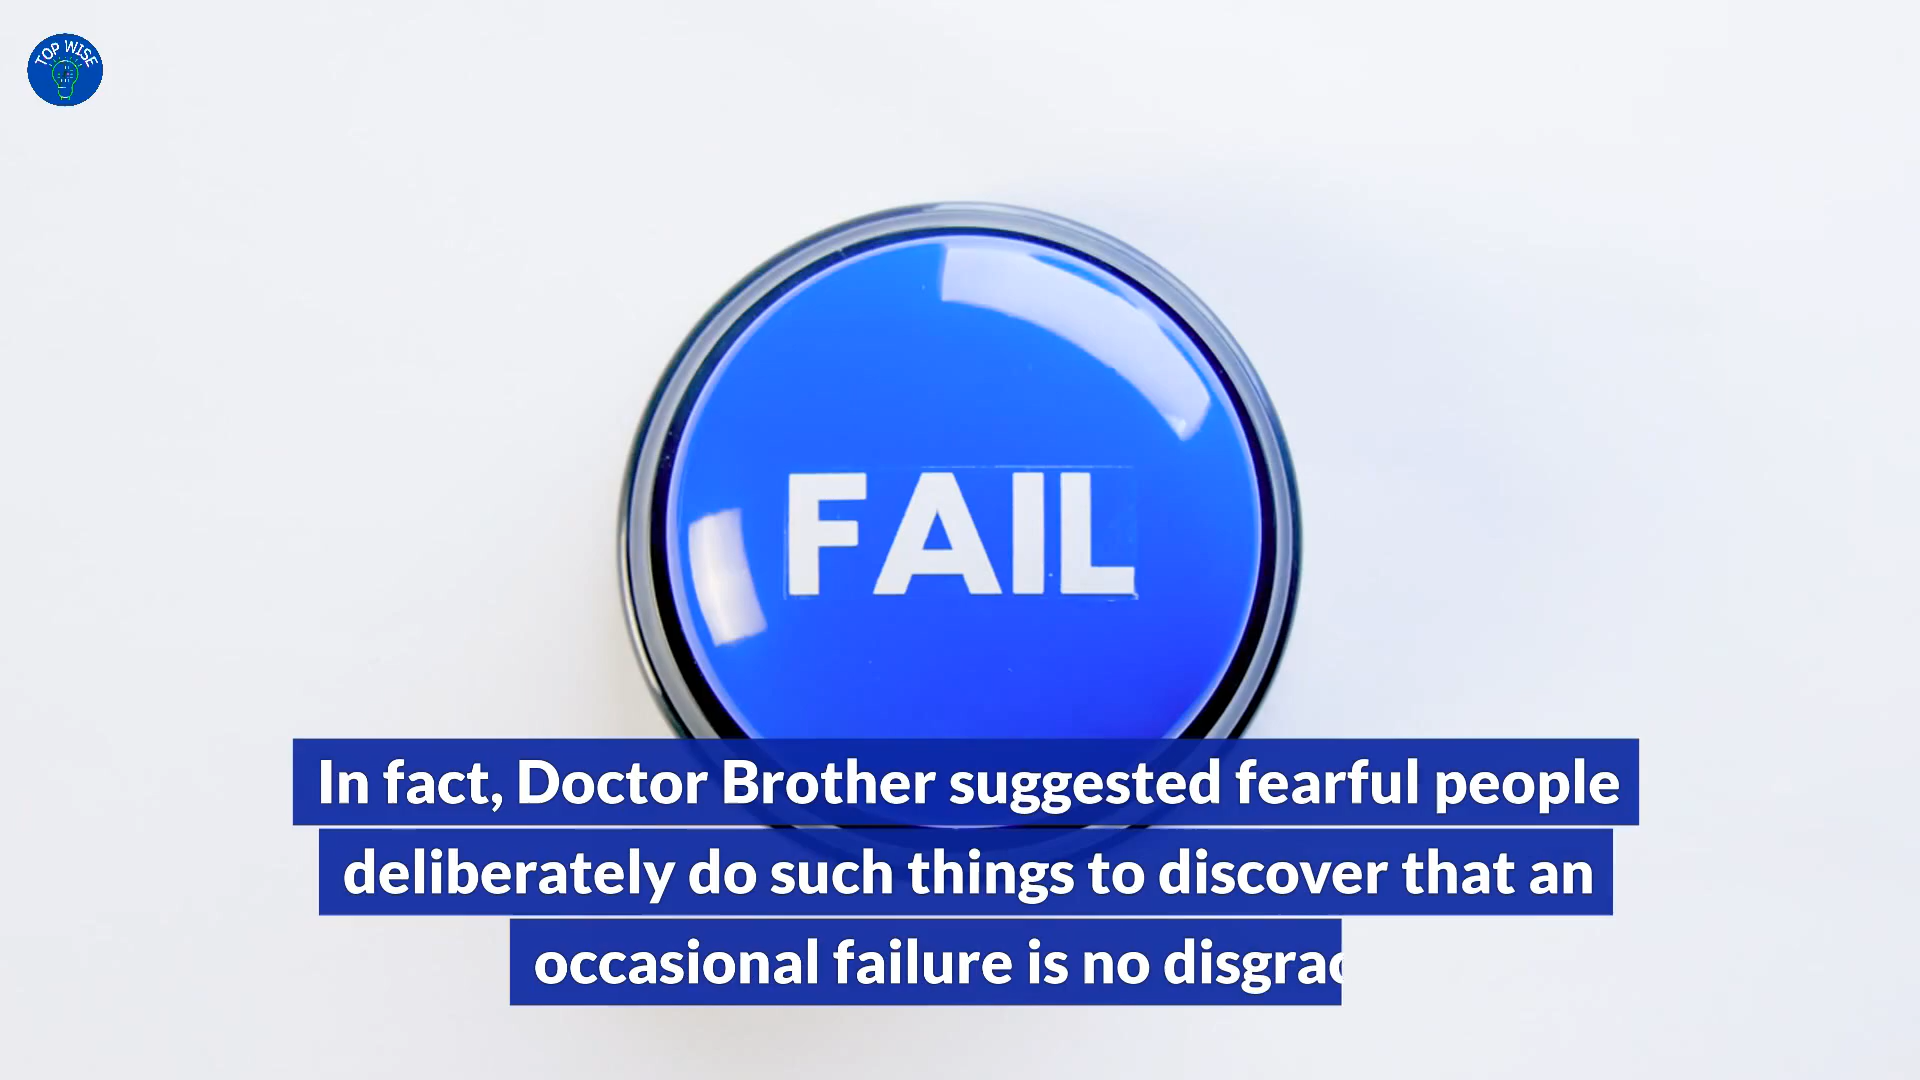 TOP WISE
FAIL
In fact, Doctor Brother suggested fearful people
deliberately do such things to discover that an
occasional failure is no disgrac